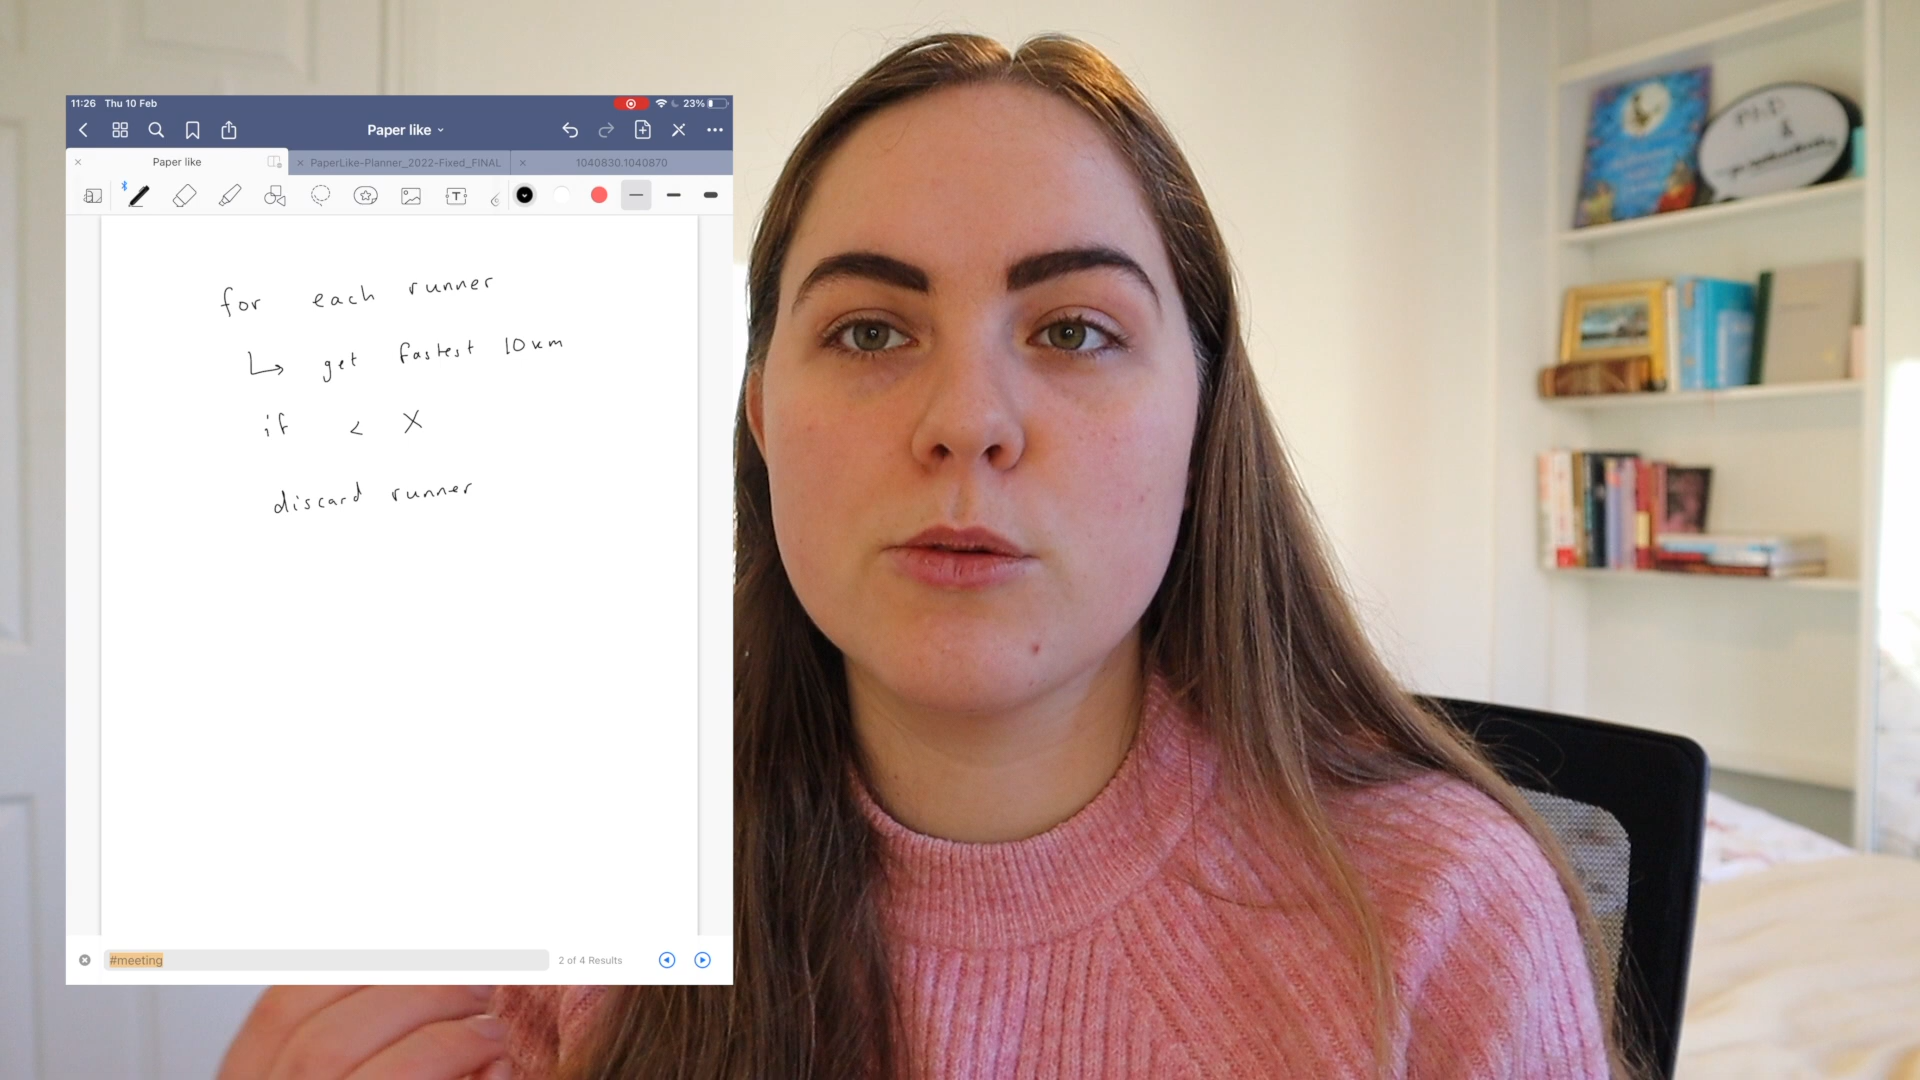 11:26 Thu 10 Feb 23%
Paper like
Paper like PaperLike-Planner_2022-Fixed_FINAL 1040830.1040870
T
for each runner
↳ get fastest 10km
if < X
discard runner
#meeting 2 of 4 Results
PhD
&